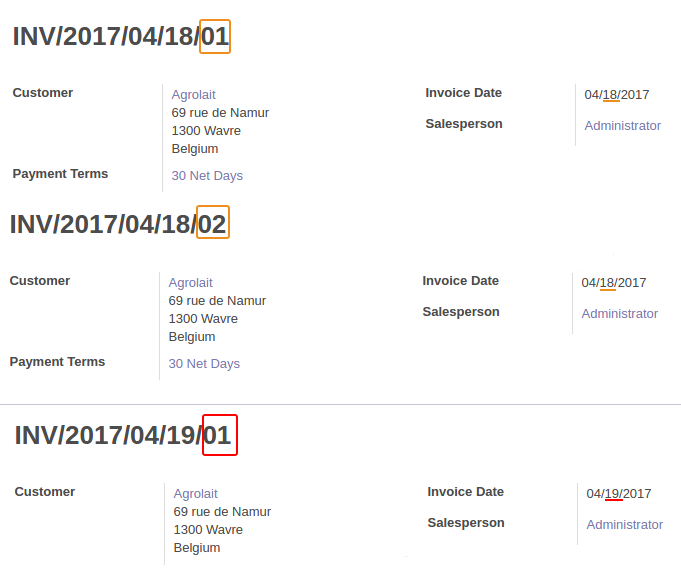 INV/2017/04/18/01
Customer Agrolait Invoice Date 04/18/2017
69 rue de Namur
1300 Wavre Salesperson Administrator
Belgium
Payment Terms 30 Net Days
INV/2017/04/18/02
Customer Agrolait Invoice Date 04/18/2017
69 rue de Namur
1300 Wavre Salesperson Administrator
Belgium
Payment Terms 30 Net Days
INV/2017/04/19/01
Customer Agrolait Invoice Date 04/19/2017
69 rue de Namur
1300 Wavre Salesperson Administrator
Belgium